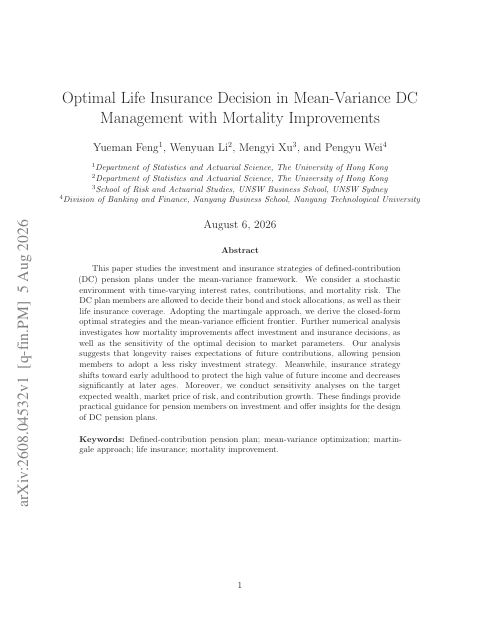 Optimal Life Insurance Decision in Mean-Variance DC
Management with Mortality Improvements
Yueman Feng1, Wenyuan Li2, Mengyi Xu3, and Pengyu Wei4
1Department of Statistics and Actuarial Science, The University of Hong Kong
2Department of Statistics and Actuarial Science, The University of Hong Kong
3School of Risk and Actuarial Studies, UNSW Business School, UNSW Sydney
4Division of Banking and Finance, Nanyang Business School, Nanyang Technological University
August 6, 2026
Abstract
This paper studies the investment and insurance strategies of defined-contribution
(DC) pension plans under the mean-variance framework. We consider a stochastic
environment with time-varying interest rates, contributions, and mortality risk. The
DC plan members are allowed to decide their bond and stock allocations, as well as their
life insurance coverage. Adopting the martingale approach, we derive the closed-form
optimal strategies and the mean-variance efficient frontier. Further numerical analysis
investigates how mortality improvements affect investment and insurance decisions, as
well as the sensitivity of the optimal decision to market parameters. Our analysis
suggests that longevity raises expectations of future contributions, allowing pension
members to adopt a less risky investment strategy. Meanwhile, insurance strategy
shifts toward early adulthood to protect the high value of future income and decreases
significantly at later ages. Moreover, we conduct sensitivity analyses on the target
expected wealth, market price of risk, and contribution growth. These findings provide
practical guidance for pension members on investment and offer insights for the design
of DC pension plans.
Keywords: Defined-contribution pension plan; mean-variance optimization; martin-
gale approach; life insurance; mortality improvement.
1
arXiv:2608.04532v1 [q-fin.PM] 5 Aug 2026